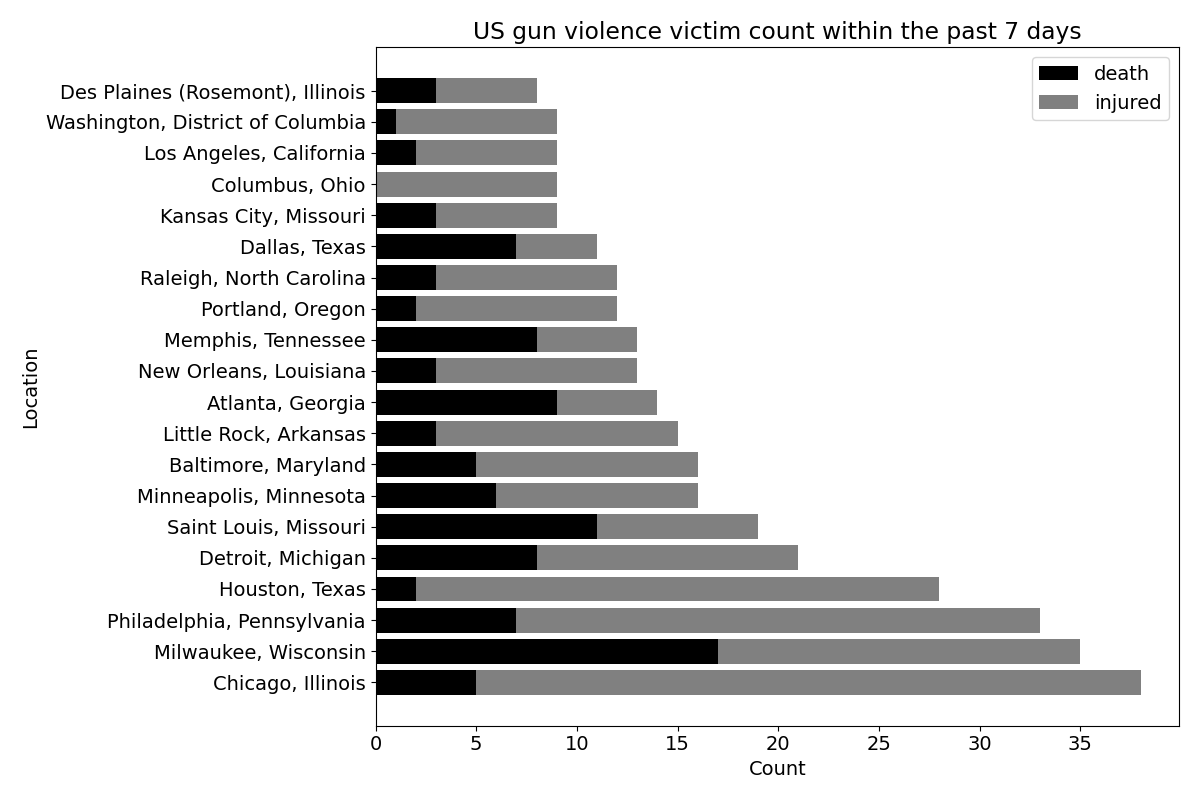 US gun violence victim count within the past 7 days
death
injured
Des Plaines (Rosemont), Illinois
Washington, District of Columbia
Los Angeles, California
Columbus, Ohio
Kansas City, Missouri
Dallas, Texas
Raleigh, North Carolina
Portland, Oregon
Memphis, Tennessee
New Orleans, Louisiana
Atlanta, Georgia
Little Rock, Arkansas
Baltimore, Maryland
Minneapolis, Minnesota
Saint Louis, Missouri
Detroit, Michigan
Houston, Texas
Philadelphia, Pennsylvania
Milwaukee, Wisconsin
Chicago, Illinois
Location
0 5 10 15 20 25 30 35
Count